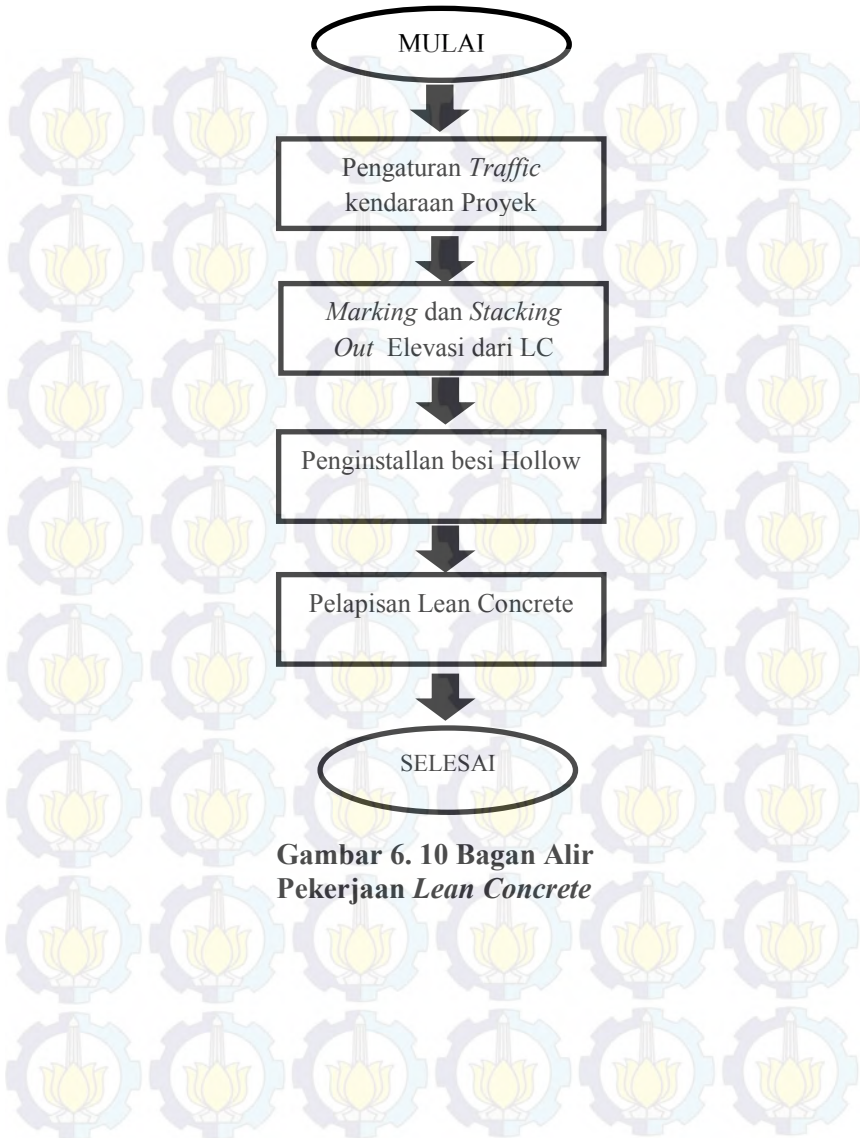 MULAI
Pengaturan Traffic
kendaraan Proyek
Marking dan Stacking
Out Elevasi dari LC
Penginstallan besi Hollow
Pelapisan Lean Concrete
SELESAI
Gambar 6. 10 Bagan Alir
Pekerjaan Lean Concrete